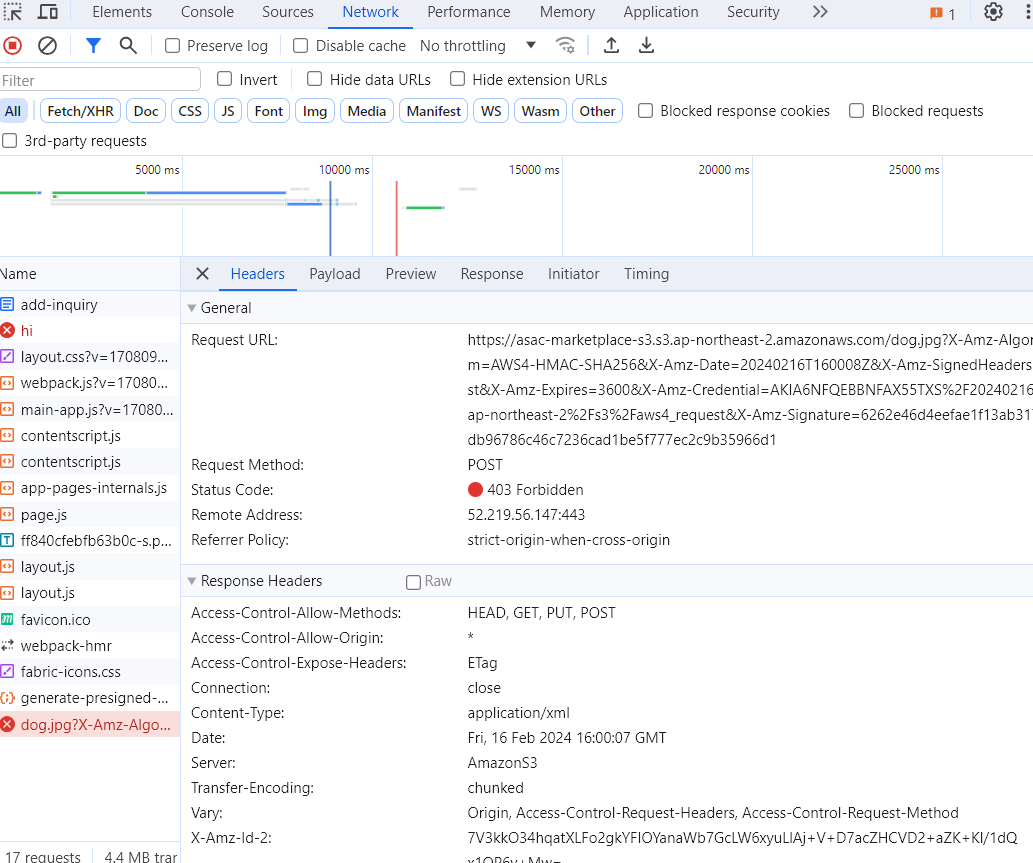 Elements Console Sources Network Performance Memory Application Security 1
Preserve log Disable cache No throttling
Filter Invert Hide data URLs Hide extension URLs
All Fetch/XHR Doc CSS JS Font Img Media Manifest WS Wasm Other Blocked response cookies Blocked requests
3rd-party requests
5000 ms 10000 ms 15000 ms 20000 ms 25000 ms
Name
add-inquiry
hi
layout.css?v=170809...
webpack.js?v=17080...
main-app.js?v=17080...
contentscript.js
contentscript.js
app-pages-internals.js
page.js
ff840cfebfb63b0c-s.p...
layout.js
layout.js
favicon.ico
webpack-hmr
fabric-icons.css
generate-presigned-...
dog.jpg?X-Amz-Algo...
17 requests 4.4 MB tran
Headers Payload Preview Response Initiator Timing
General
Request URL: https://asac-marketplace-s3.s3.ap-northeast-2.amazonaws.com/dog.jpg?X-Amz-Algor
m=AWS4-HMAC-SHA256&X-Amz-Date=20240216T160008Z&X-Amz-SignedHeaders
st&X-Amz-Expires=3600&X-Amz-Credential=AKIA6NFQEBBNFAX55TXS%2F20240216
ap-northeast-2%2Fs3%2Faws4_request&X-Amz-Signature=6262e46d4eefae1f13ab317
db96786c46c7236cad1be5f777ec2c9b35966d1
Request Method: POST
Status Code: 403 Forbidden
Remote Address: 52.219.56.147:443
Referrer Policy: strict-origin-when-cross-origin
Response Headers Raw
Access-Control-Allow-Methods: HEAD, GET, PUT, POST
Access-Control-Allow-Origin: *
Access-Control-Expose-Headers: ETag
Connection: close
Content-Type: application/xml
Date: Fri, 16 Feb 2024 16:00:07 GMT
Server: AmazonS3
Transfer-Encoding: chunked
Vary: Origin, Access-Control-Request-Headers, Access-Control-Request-Method
X-Amz-Id-2: